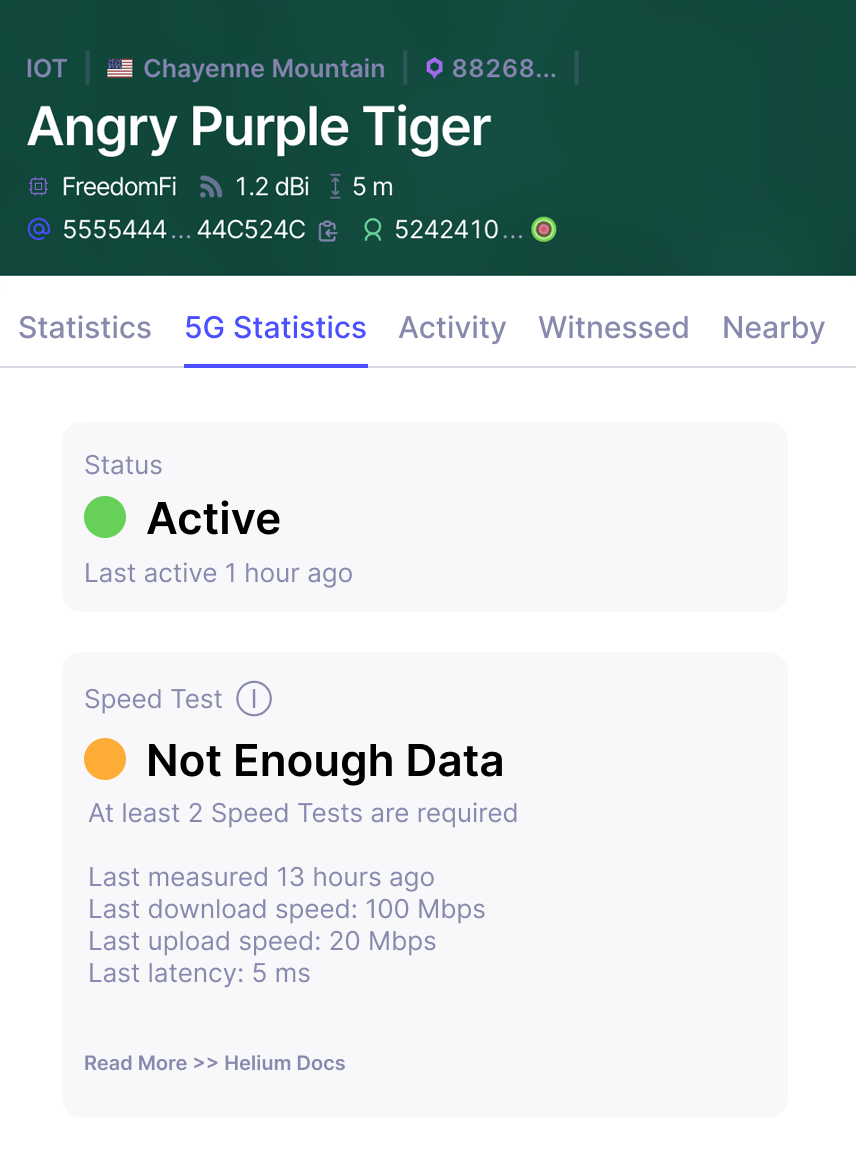 IOT | Chayenne Mountain | 88268... |
Angry Purple Tiger
FreedomFi 1.2 dBi 5 m
5555444...44C524C 5242410...
Statistics 5G Statistics Activity Witnessed Nearby
Status
Active
Last active 1 hour ago
Speed Test
Not Enough Data
At least 2 Speed Tests are required
Last measured 13 hours ago
Last download speed: 100 Mbps
Last upload speed: 20 Mbps
Last latency: 5 ms
Read More >> Helium Docs